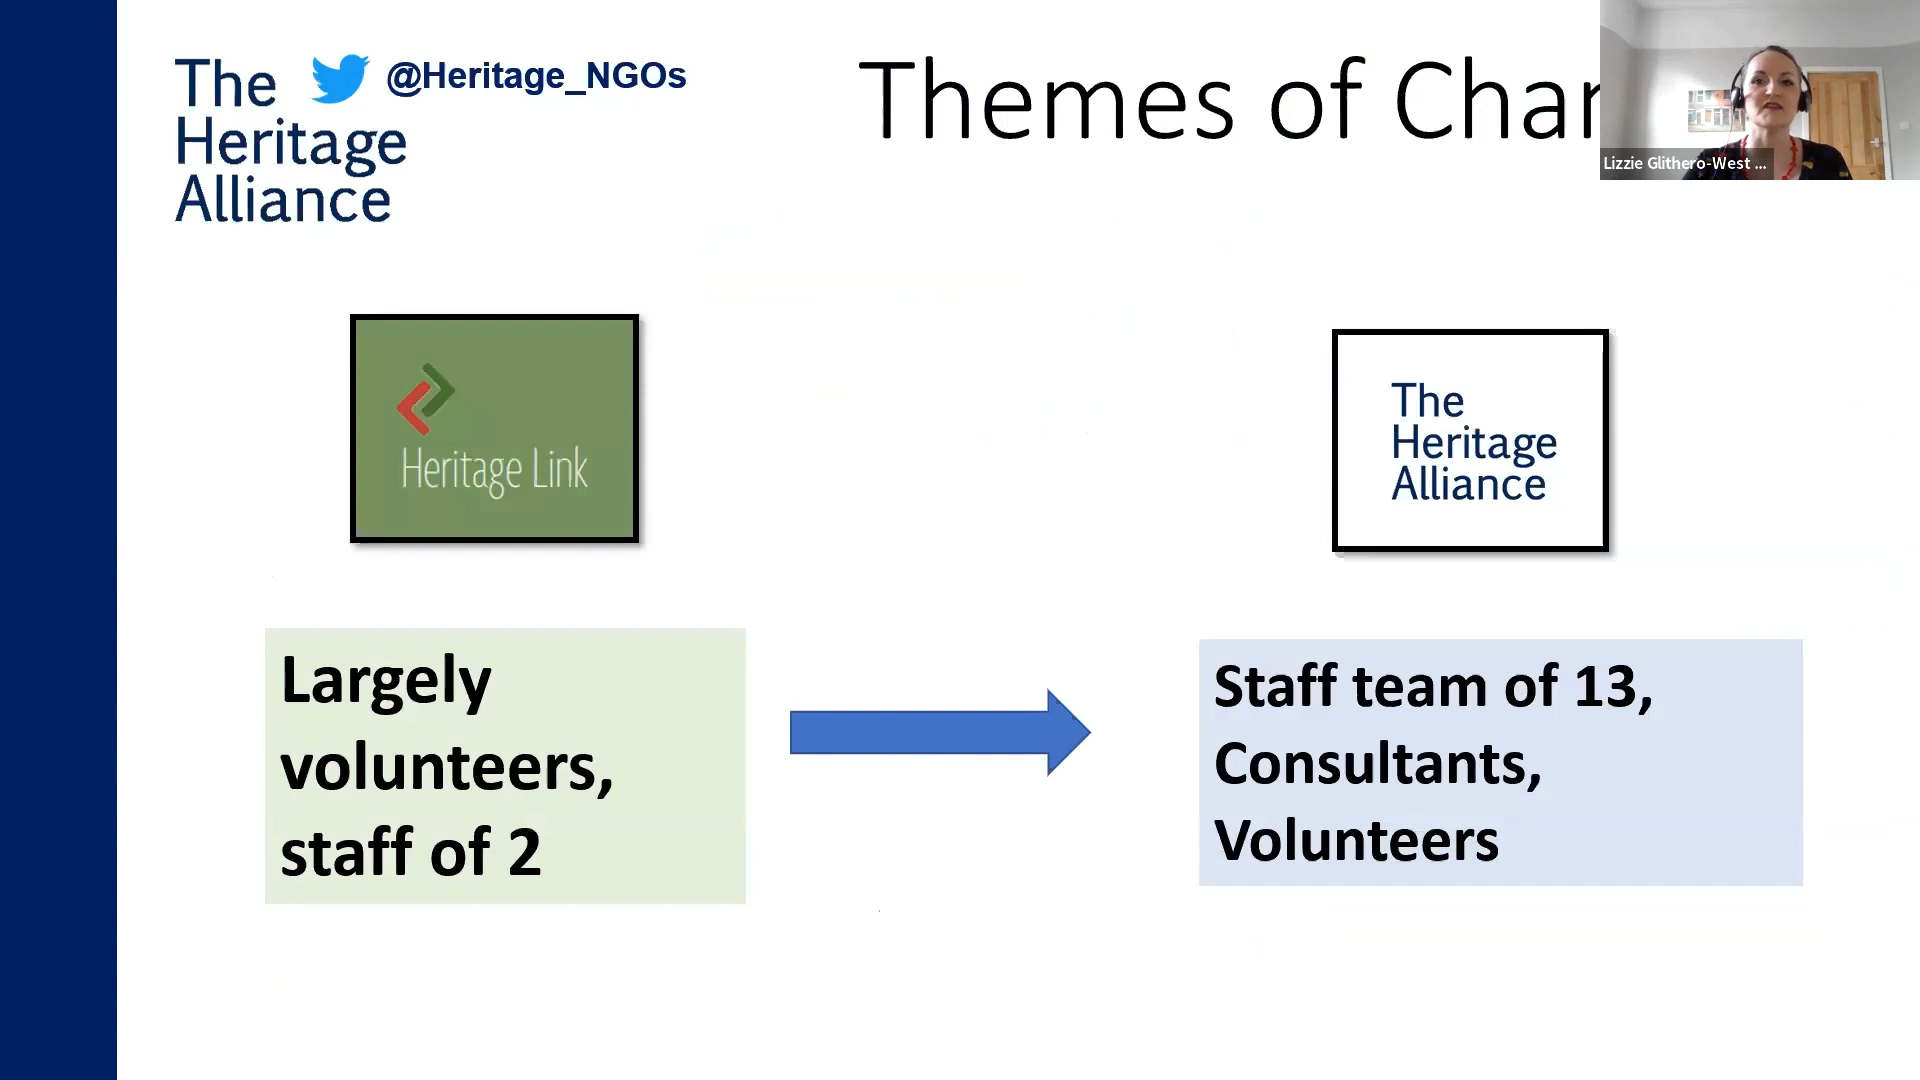 The
Heritage
Alliance
@Heritage_NGOs
Themes of Chan
Lizzie Glithero-West ...
Heritage Link
The
Heritage
Alliance
Largely
volunteers,
staff of 2
Staff team of 13,
Consultants,
Volunteers